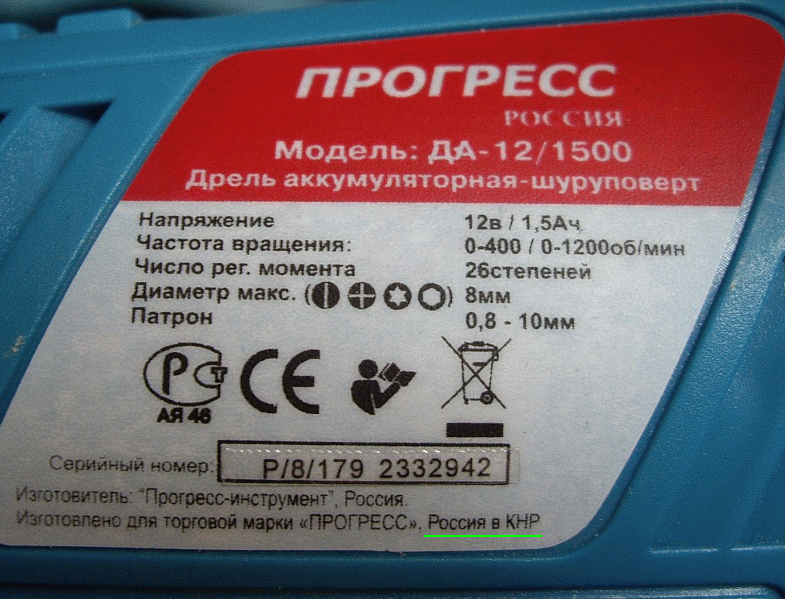 ПРОГРЕСС
РОССИЯ
Модель: ДА-12/1500
Дрель аккумуляторная-шуруповерт
Напряжение 12в / 1,5Ач
Частота вращения: 0-400 / 0-1200об/мин
Число рег. момента 26степеней
Диаметр макс. ( ) 8мм
Патрон 0,8 - 10мм
РСТ CE
АЯ 46
Серийный номер: P/8/179 2332942
Изготовитель: "Прогресс-инструмент", Россия.
Изготовлено для торговой марки «ПРОГРЕСС». Россия в КНР